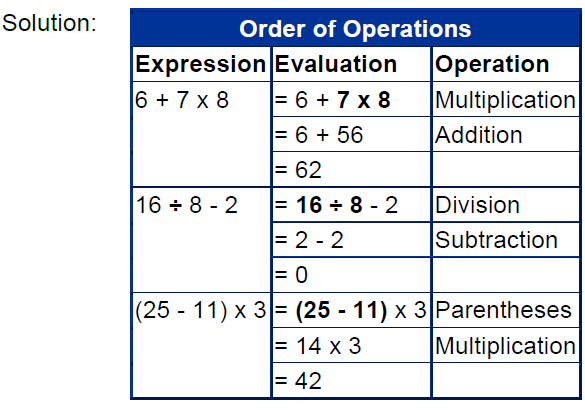 Solution:
Order of Operations
Expression Evaluation Operation
6 + 7 x 8 = 6 + 7 x 8 Multiplication
= 6 + 56 Addition
= 62
16 ÷ 8 - 2 = 16 ÷ 8 - 2 Division
= 2 - 2 Subtraction
= 0
(25 - 11) x 3 = (25 - 11) x 3 Parentheses
= 14 x 3 Multiplication
= 42